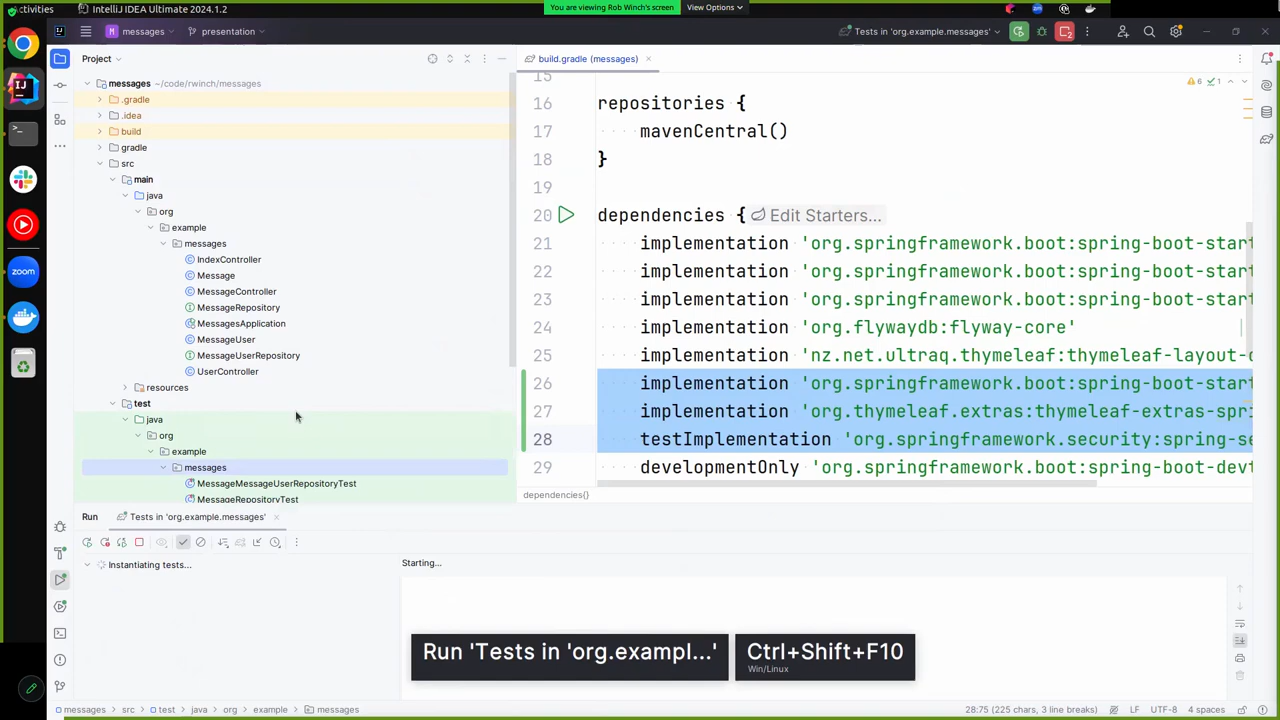 Activities
IntelliJ IDEA Ultimate 2024.1.2
You are viewing Rob Winch's screen
View Options
messages
presentation
Tests in 'org.example.messages'
2
Project
build.gradle (messages)
messages ~/code/rwinch/messages
.gradle
.idea
build
gradle
src
main
java
org
example
messages
IndexController
Message
MessageController
MessageRepository
MessagesApplication
MessageUser
MessageUserRepository
UserController
resources
test
java
org
example
messages
MessageMessageUserRepositoryTest
MessageRepositoryTest
6
1
15
16 repositories {
17 mavenCentral()
18 }
19
20 dependencies { Edit Starters...
21 implementation 'org.springframework.boot:spring-boot-start
22 implementation 'org.springframework.boot:spring-boot-start
23 implementation 'org.springframework.boot:spring-boot-start
24 implementation 'org.flywaydb:flyway-core'
25 implementation 'nz.net.ultraq.thymeleaf:thymeleaf-layout-d
26 implementation 'org.springframework.boot:spring-boot-start
27 implementation 'org.thymeleaf.extras:thymeleaf-extras-spri
28 testImplementation 'org.springframework.security:spring-se
29 developmentOnly 'org.springframework.boot:spring-boot-devt
dependencies{}
Run
Tests in 'org.example.messages'
Instantiating tests...
Starting...
Run 'Tests in 'org.exampl...'
Ctrl+Shift+F10
Win/Linux
messages
src
test
java
org
example
messages
28:75 (225 chars, 3 line breaks)
LF
UTF-8
4 spaces
zoom